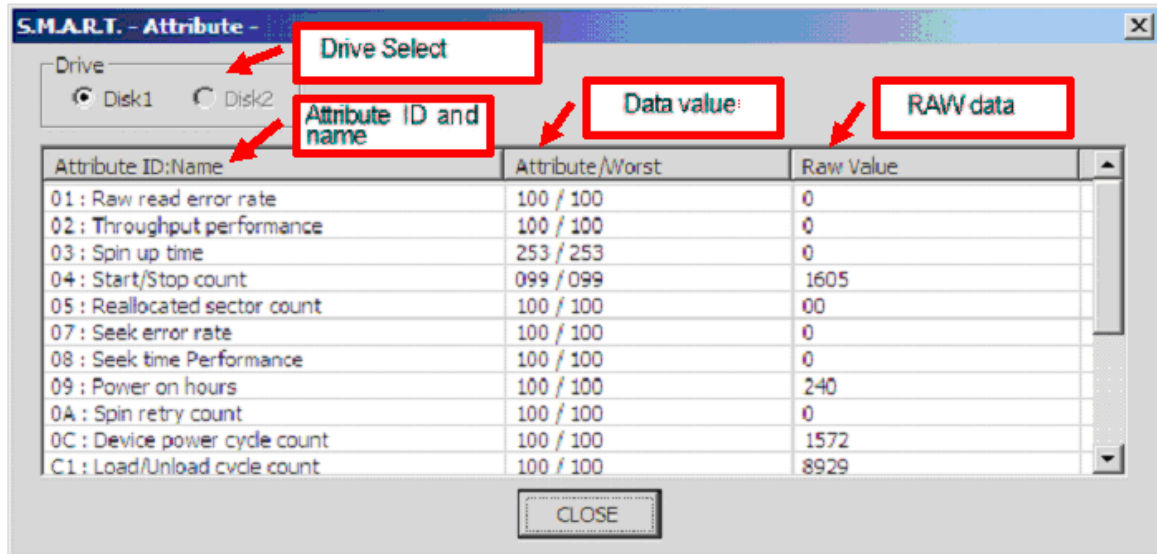 S.M.A.R.T. - Attribute -
Drive
Disk1 Disk2
Drive Select
Attribute ID and
name
Data value
RAW data
Attribute ID:Name Attribute/Worst Raw Value
01 : Raw read error rate 100 / 100 0
02 : Throughput performance 100 / 100 0
03 : Spin up time 253 / 253 0
04 : Start/Stop count 099 / 099 1605
05 : Reallocated sector count 100 / 100 00
07 : Seek error rate 100 / 100 0
08 : Seek time Performance 100 / 100 0
09 : Power on hours 100 / 100 240
0A : Spin retry count 100 / 100 0
0C : Device power cycle count 100 / 100 1572
C1 : Load/Unload cycle count 100 / 100 8929
CLOSE